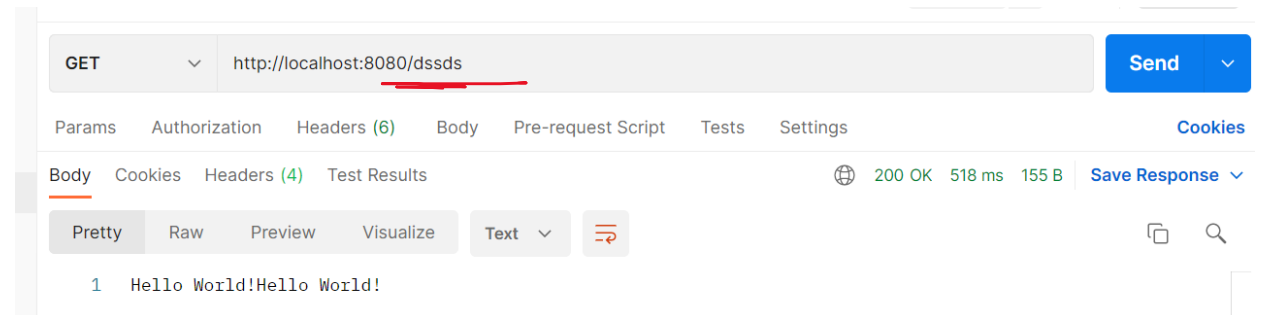 GET http://localhost:8080/dssds Send
Params Authorization Headers (6) Body Pre-request Script Tests Settings Cookies
Body Cookies Headers (4) Test Results 200 OK 518 ms 155 B Save Response
Pretty Raw Preview Visualize Text
1 Hello World!Hello World!